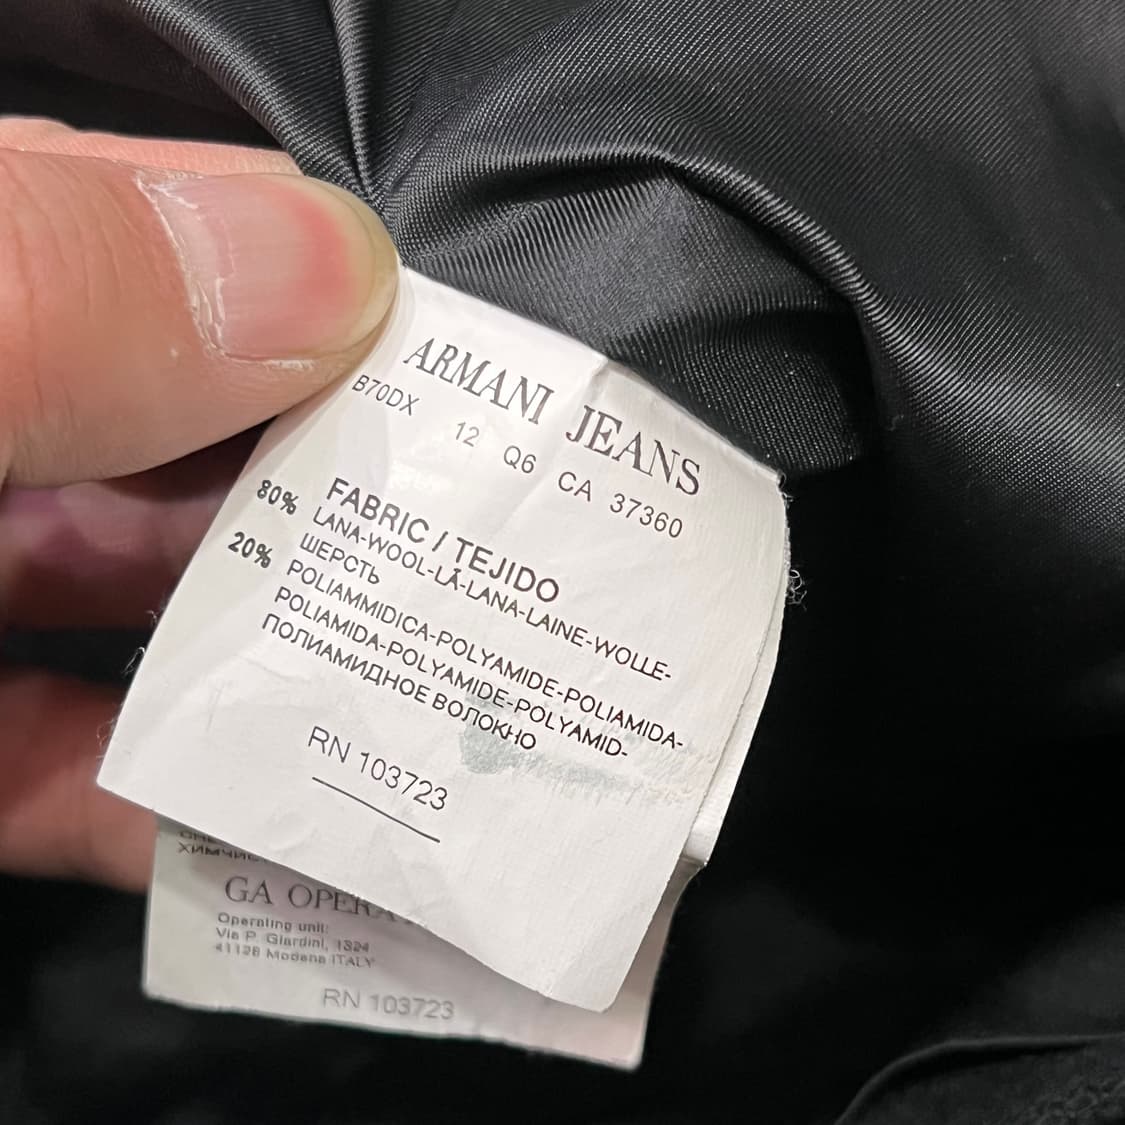 ARMANI JEANS
B70DX 12 Q6 CA 37360
FABRIC / TEJIDO
80% LANA-WOOL-LÃ-LANA-LAINE-WOLLE-
ШЕРСТЬ
20% POLIAMMIDICA-POLYAMIDE-POLIAMIDA-
POLIAMIDA-POLYAMIDE-POLYAMID-
ПОЛИАМИДНОЕ ВОЛОКНО
RN 103723
GA
Operating unit:
Via P. Giardini, 1324
41126 Modena ITALY
RN 103723